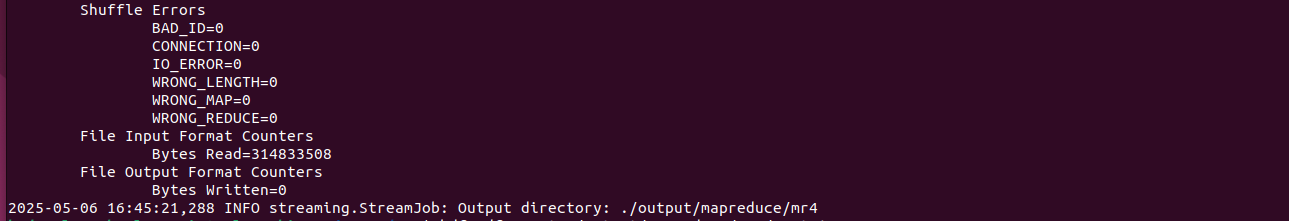 Shuffle Errors
BAD_ID=0
CONNECTION=0
IO_ERROR=0
WRONG_LENGTH=0
WRONG_MAP=0
WRONG_REDUCE=0
File Input Format Counters
Bytes Read=314833508
File Output Format Counters
Bytes Written=0
2025-05-06 16:45:21,288 INFO streaming.StreamJob: Output directory: ./output/mapreduce/mr4